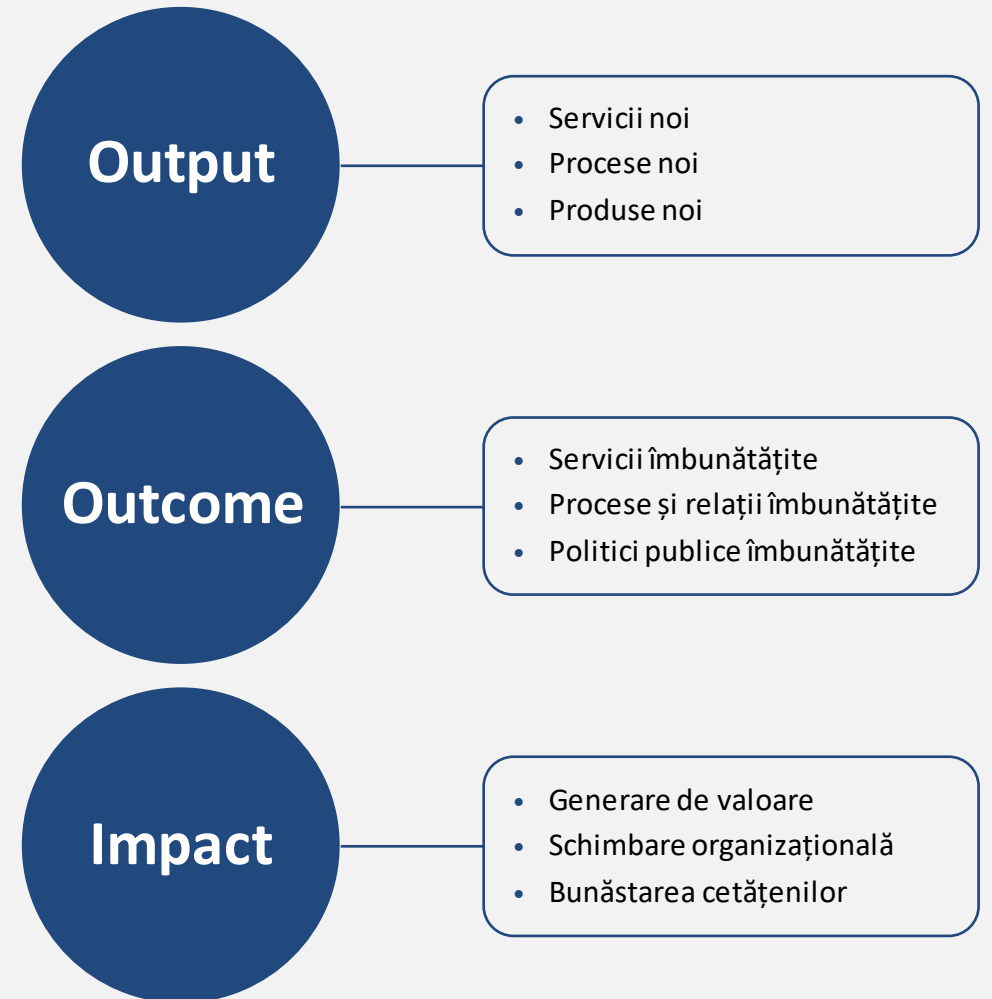 Output
• Servicii noi
• Procese noi
• Produse noi
Outcome
• Servicii îmbunătățite
• Procese și relații îmbunătățite
• Politici publice îmbunătățite
Impact
• Generare de valoare
• Schimbare organizațională
• Bunăstarea cetățenilor